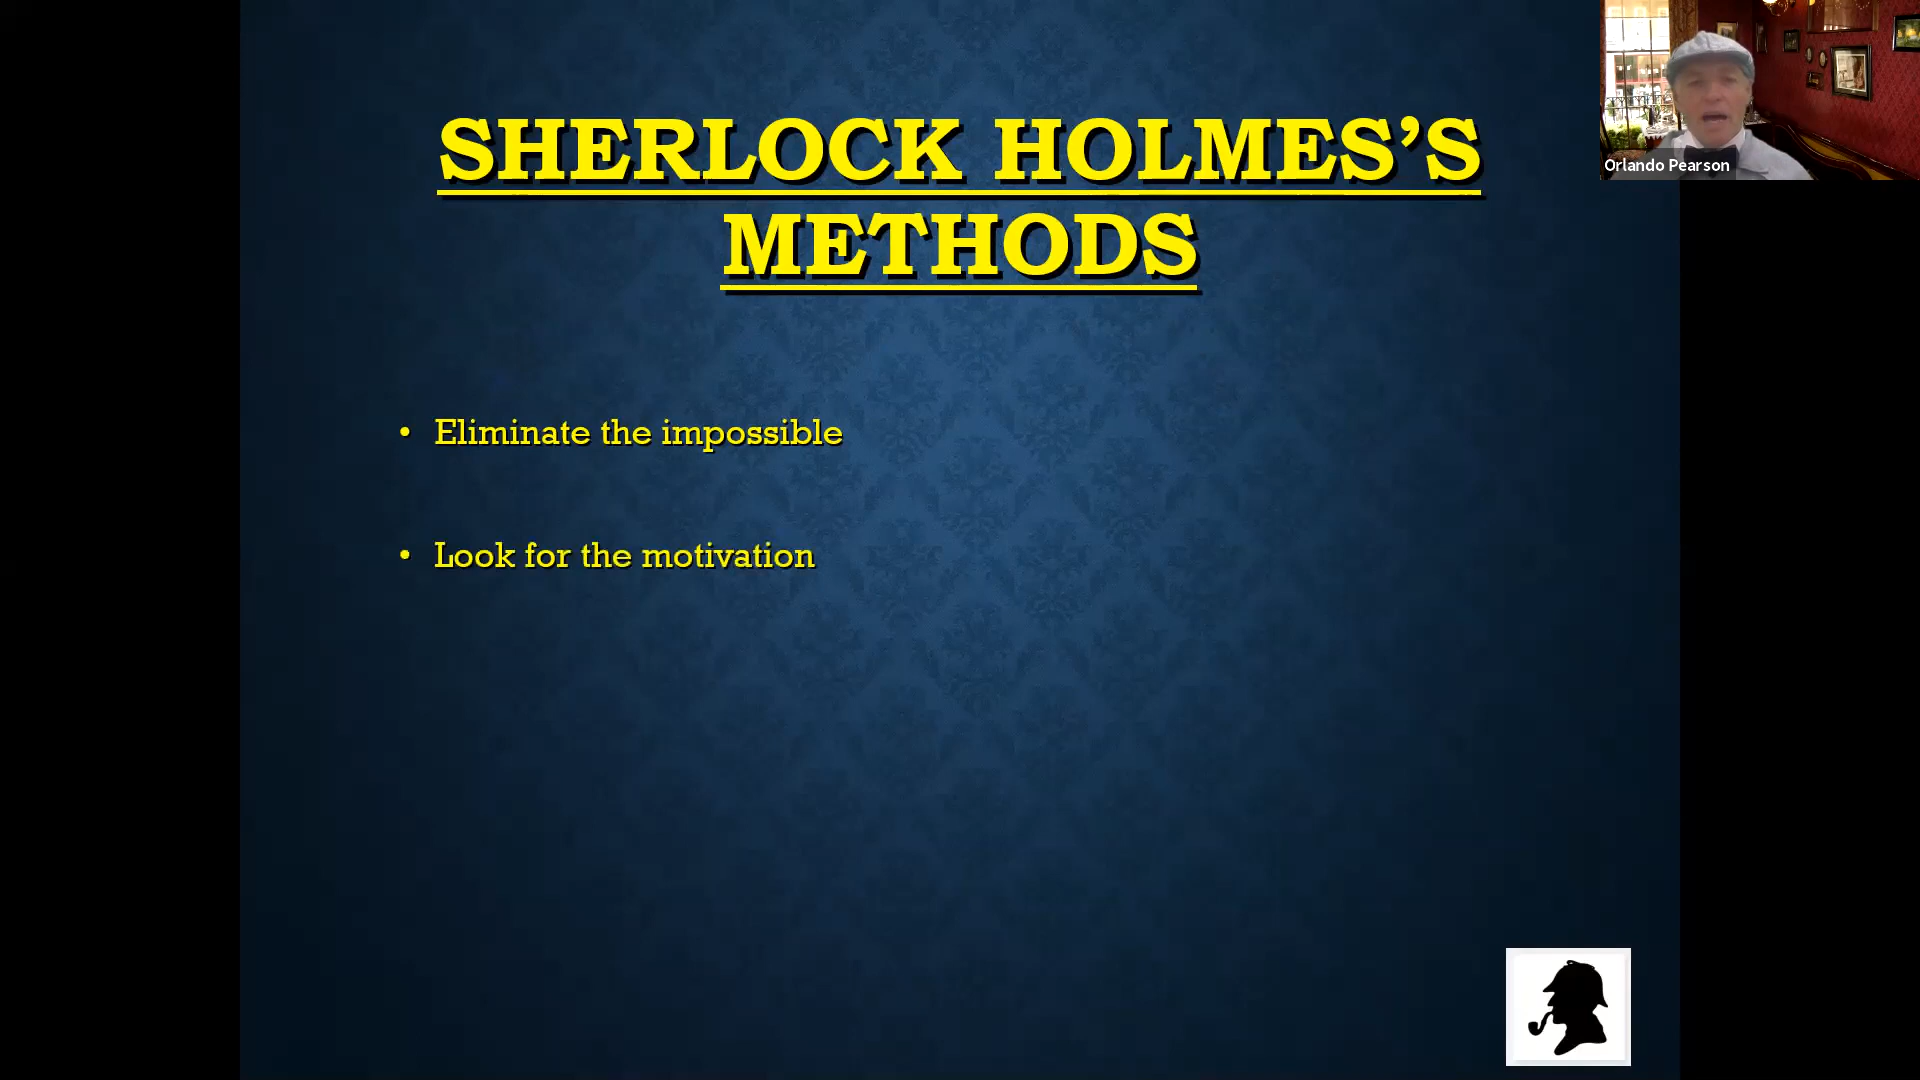 SHERLOCK HOLMES’S
METHODS
• Eliminate the impossible
• Look for the motivation
Orlando Pearson